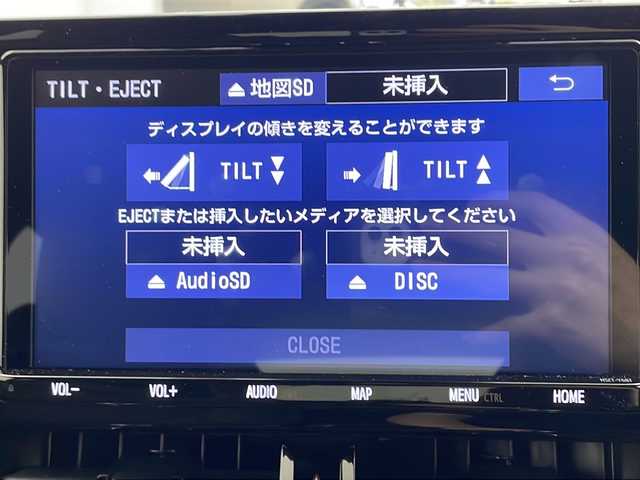 TILT・EJECT ⏏地図SD 未挿入
ディスプレイの傾きを変えることができます
TILT TILT
EJECTまたは挿入したいメディアを選択してください
未挿入 未挿入
⏏ AudioSD ⏏ DISC
CLOSE
VOL− VOL+ AUDIO MAP MENU CTRL HOME